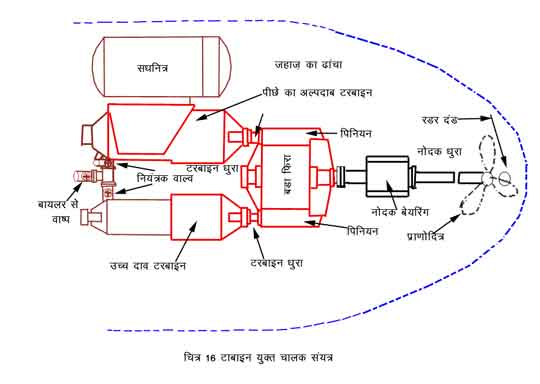 सघनित्र
जहाज़ का ढांचा
पीछे का अल्पदाब टरबाइन
रडर दंड
पिनियन
नोदक धुरा
टरबाइन धुरा
नियंत्रक वाल्व
बडा घिरा
बायलर से
वाष्प
नोदक बेयरिंग
पिनियन
प्राणोदित्र
उच्च दाव टरबाइन
टरबाइन धुरा
चित्र 16 टाबाइन युक्त चालक संयत्र